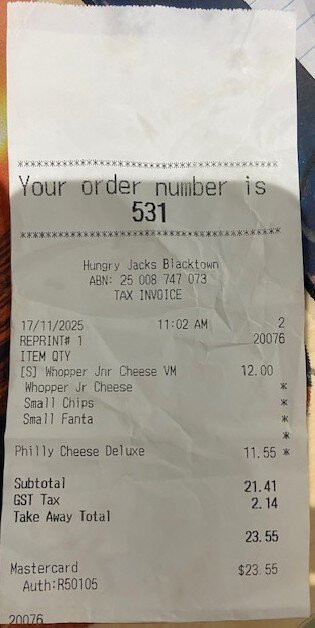 ************************************
Your order number is
531
************************************
Hungry Jacks Blacktown
ABN: 25 008 747 073
TAX INVOICE
17/11/2025 11:02 AM 2
REPRINT# 1 20076
ITEM QTY
[S] Whopper Jnr Cheese VM 12.00
Whopper Jr Cheese *
Small Chips *
Small Fanta *
*
Philly Cheese Deluxe 11.55 *
Subtotal 21.41
GST Tax 2.14
Take Away Total
23.55
Mastercard $23.55
Auth:R50105
20076